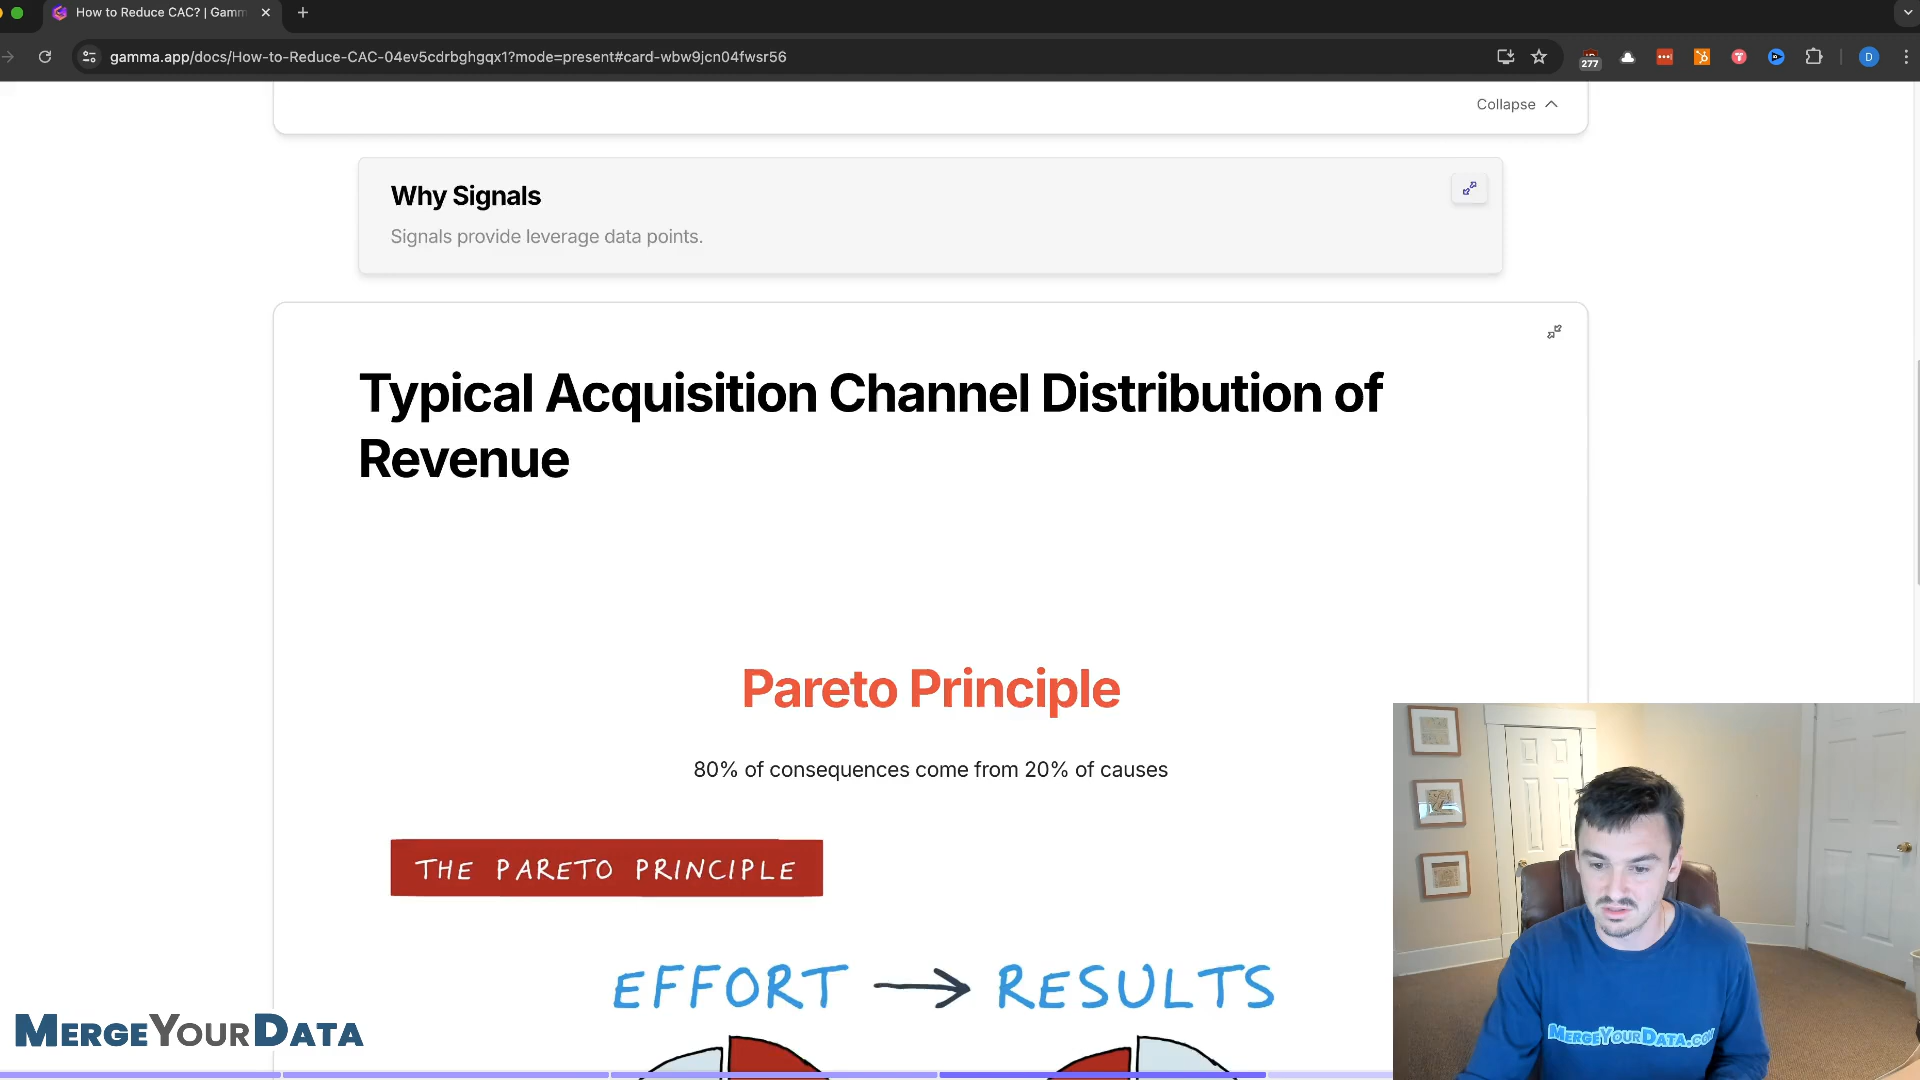 How to Reduce CAC? | Gamm
gamma.app/docs/How-to-Reduce-CAC-04ev5cdrbghgqx1?mode=present#card-wbw9jcn04fwsr56
277
D
Collapse
Why Signals
Signals provide leverage data points.
Typical Acquisition Channel Distribution of
Revenue
Pareto Principle
80% of consequences come from 20% of causes
THE PARETO PRINCIPLE
EFFORT → RESULTS
MERGEYOURDATA
MERGEYOURDATA.CO